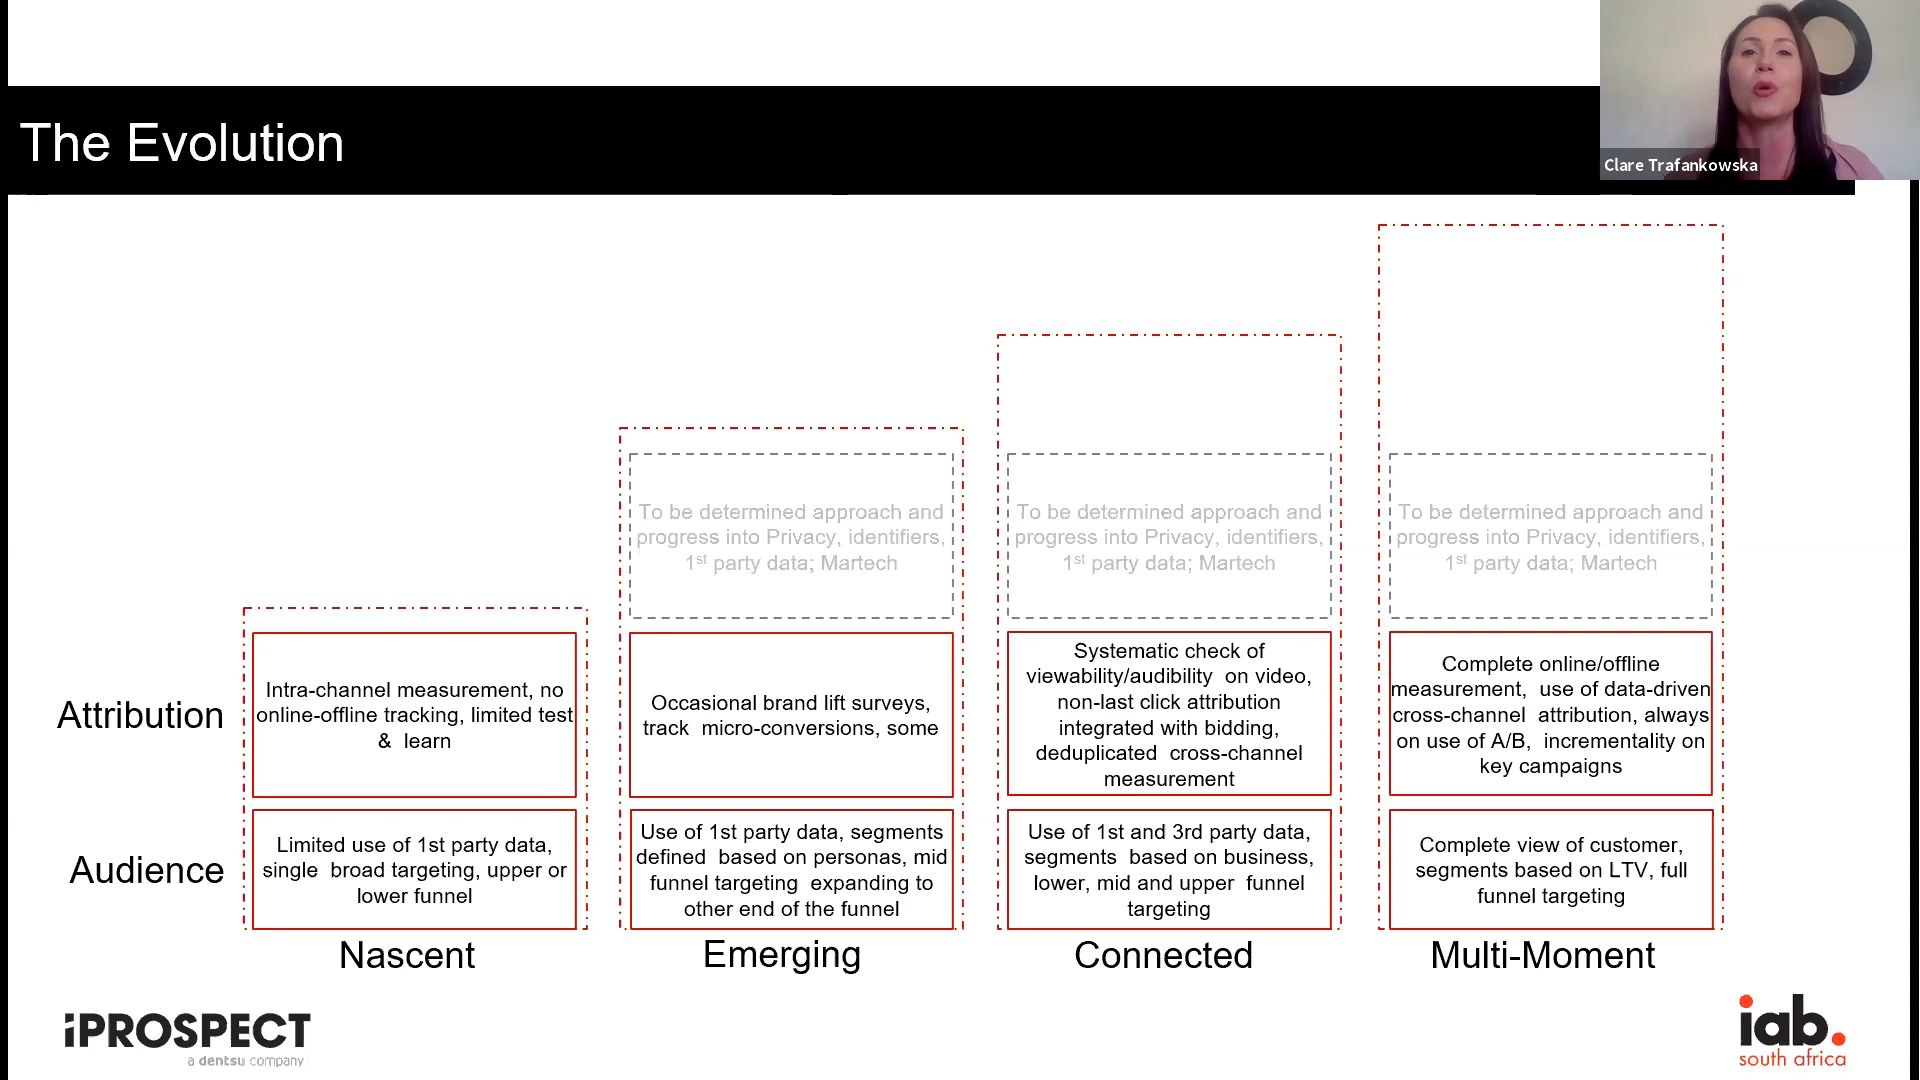 Clare Trafankowska
The Evolution
To be determined approach and
progress into Privacy, identifiers,
1st party data; Martech
To be determined approach and
progress into Privacy, identifiers,
1st party data; Martech
To be determined approach and
progress into Privacy, identifiers,
1st party data; Martech
Attribution
Intra-channel measurement, no
online-offline tracking, limited test
& learn
Occasional brand lift surveys,
track micro-conversions, some
Systematic check of
viewability/audibility on video,
non-last click attribution
integrated with bidding,
deduplicated cross-channel
measurement
Complete online/offline
measurement, use of data-driven
cross-channel attribution, always
on use of A/B, incrementality on
key campaigns
Audience
Limited use of 1st party data,
single broad targeting, upper or
lower funnel
Use of 1st party data, segments
defined based on personas, mid
funnel targeting expanding to
other end of the funnel
Use of 1st and 3rd party data,
segments based on business,
lower, mid and upper funnel
targeting
Complete view of customer,
segments based on LTV, full
funnel targeting
Nascent
Emerging
Connected
Multi-Moment
iPROSPECT
a dentsu company
iab.
south africa